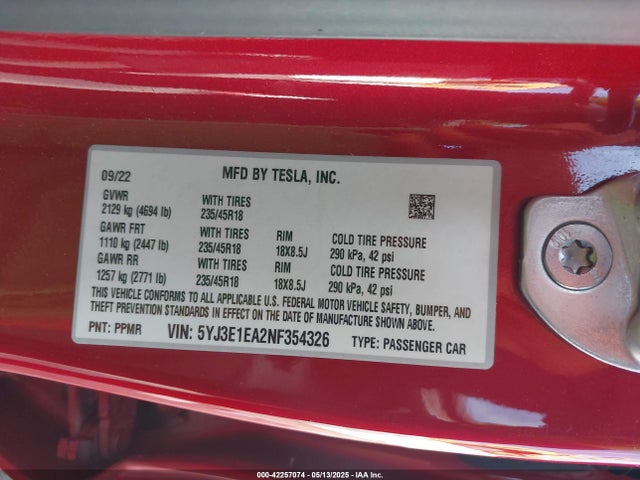 09/22 MFD BY TESLA, INC.
GVWR WITH TIRES
2129 kg (4694 lb) 235/45R18
GAWR FRT WITH TIRES RIM COLD TIRE PRESSURE
1110 kg (2447 lb) 235/45R18 18X8.5J 290 kPa, 42 psi
GAWR RR WITH TIRES RIM COLD TIRE PRESSURE
1257 kg (2771 lb) 235/45R18 18X8.5J 290 kPa, 42 psi
THIS VEHICLE CONFORMS TO ALL APPLICABLE U.S. FEDERAL MOTOR VEHICLE SAFETY, BUMPER, AND
THEFT PREVENTION STANDARDS IN EFFECT ON THE DATE OF MANUFACTURE SHOWN ABOVE.
PNT: PPMR VIN: 5YJ3E1EA2NF354326 TYPE: PASSENGER CAR
000-42257074 - 05/13/2025 - IAA Inc.